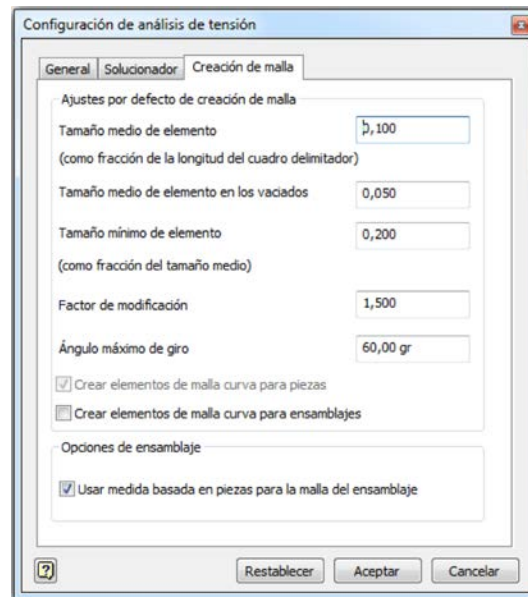 Configuración de análisis de tensión
General Solucionador Creación de malla
Ajustes por defecto de creación de malla
Tamaño medio de elemento 0,100
(como fracción de la longitud del cuadro delimitador)
Tamaño medio de elemento en los vaciados 0,050
Tamaño mínimo de elemento 0,200
(como fracción del tamaño medio)
Factor de modificación 1,500
Ángulo máximo de giro 60,00 gr
Crear elementos de malla curva para piezas
Crear elementos de malla curva para ensamblajes
Opciones de ensamblaje
Usar medida basada en piezas para la malla del ensamblaje
? Restablecer Aceptar Cancelar